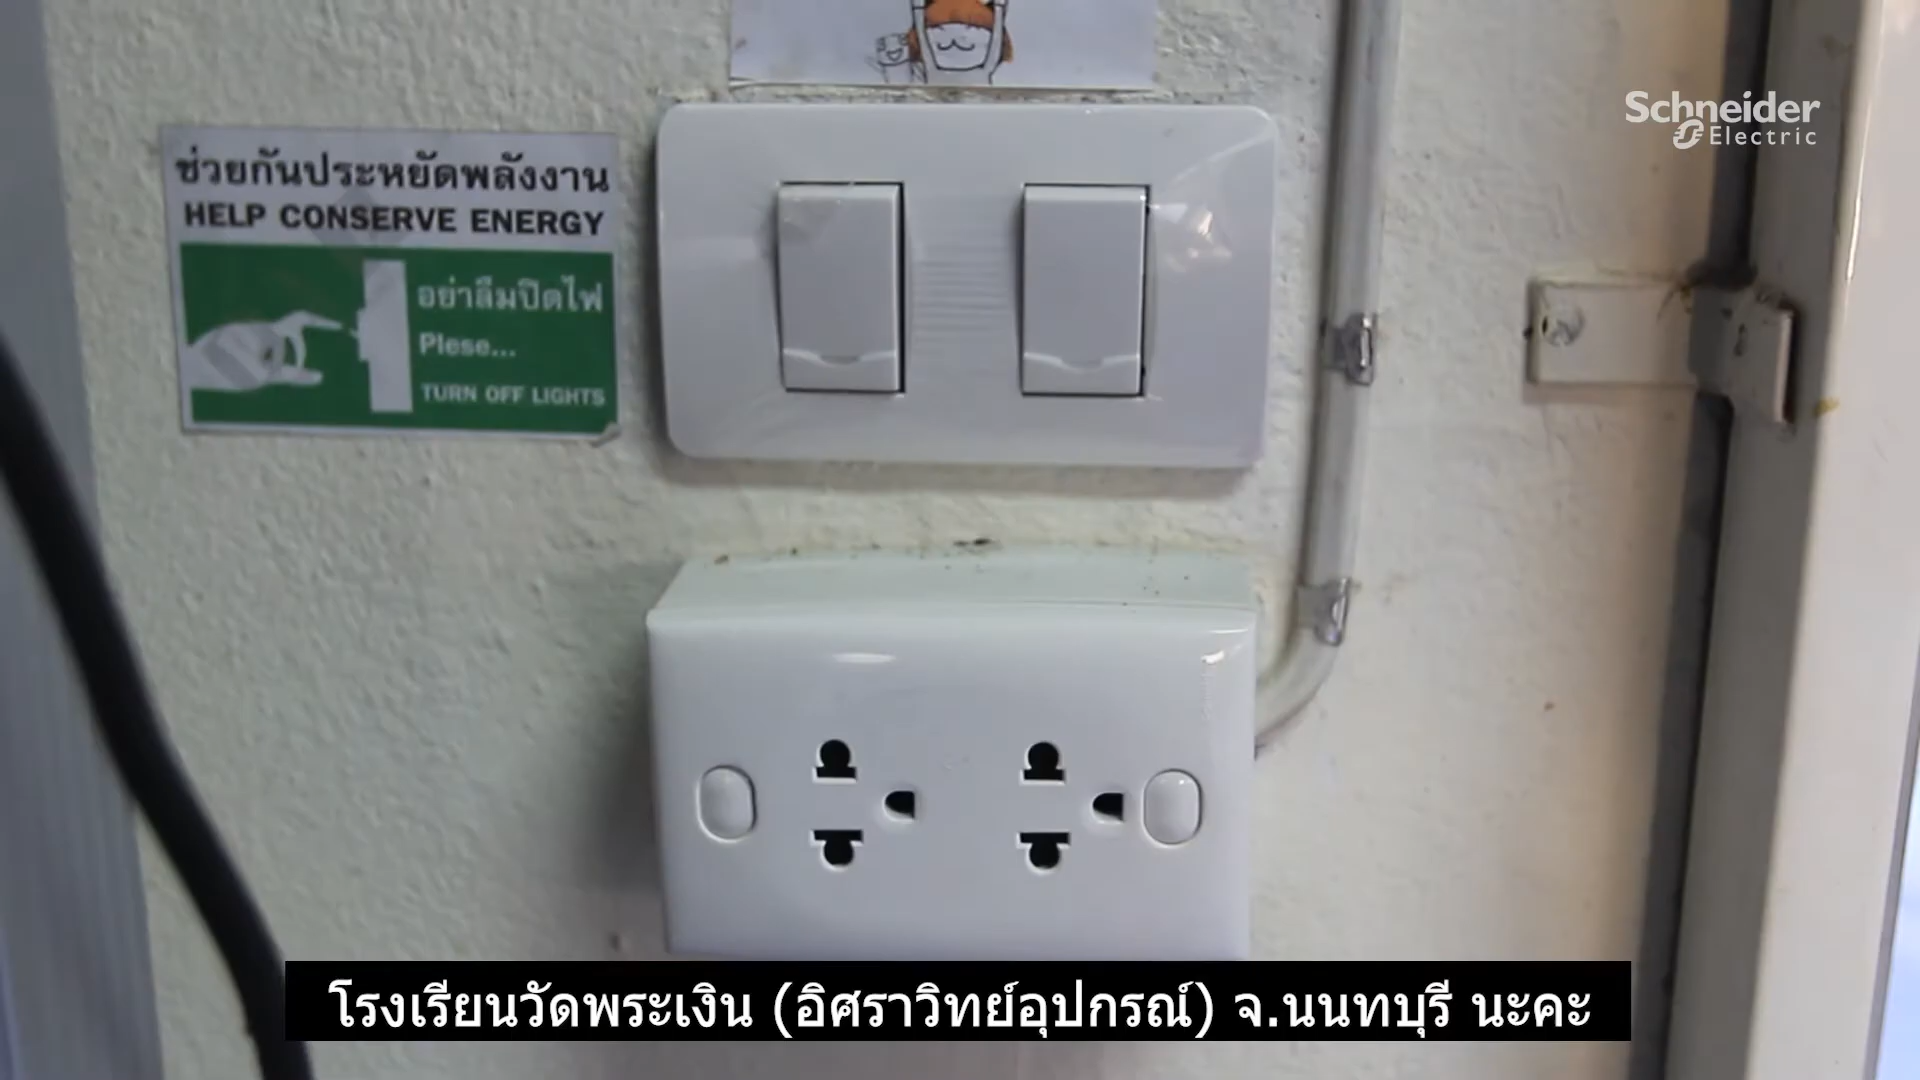 Schneider
Electric
ช่วยกันประหยัดพลังงาน
HELP CONSERVE ENERGY
อย่าลืมปิดไฟ
Plese...
TURN OFF LIGHTS
โรงเรียนวัดพระเงิน (อิศราวิทย์อุปกรณ์) จ.นนทบุรี นะคะ